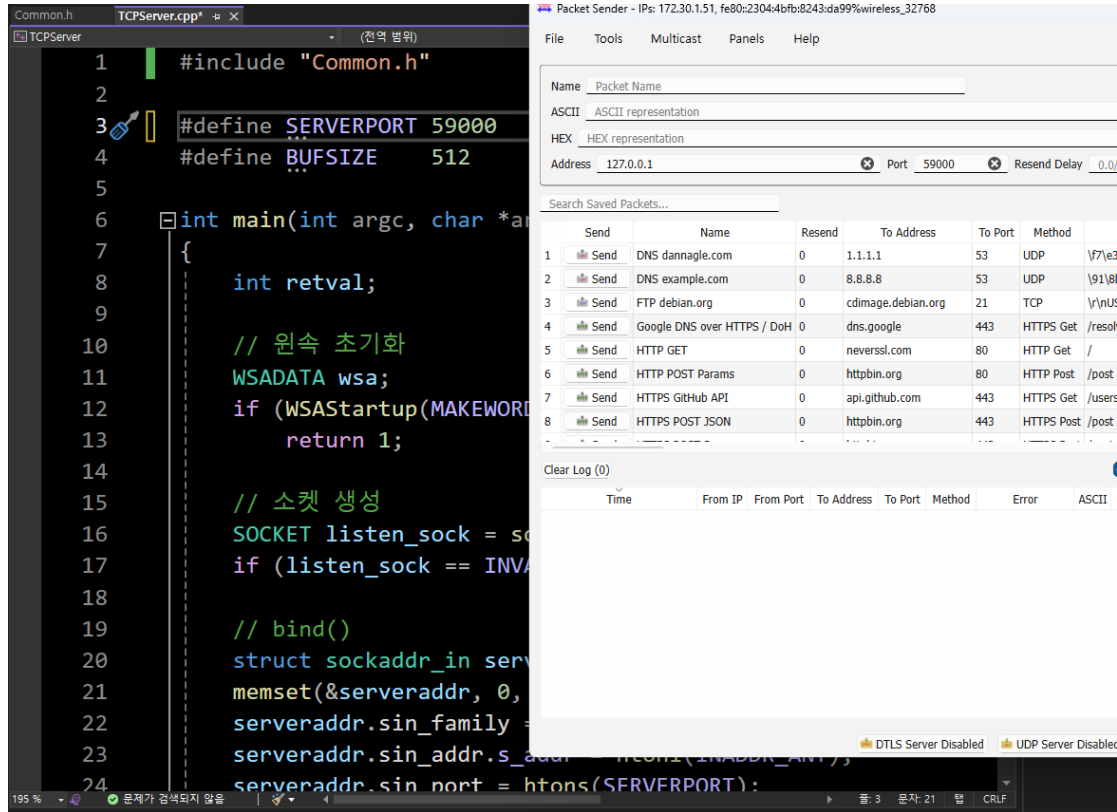 Common.h
TCPServer.cpp*
TCPServer
(전역 범위)
1 #include "Common.h"
2
3 #define SERVERPORT 59000
4 #define BUFSIZE 512
5
6 int main(int argc, char *ar
7 {
8 int retval;
9
10 // 윈속 초기화
11 WSADATA wsa;
12 if (WSAStartup(MAKEWORD
13 return 1;
14
15 // 소켓 생성
16 SOCKET listen_sock = so
17 if (listen_sock == INVA
18
19 // bind()
20 struct sockaddr_in serv
21 memset(&serveraddr, 0,
22 serveraddr.sin_family =
23 serveraddr.sin_addr.s_addr = htonl(INADDR_ANY);
24 serveraddr.sin_port = htons(SERVERPORT);
195 % 문제가 검색되지 않음 줄: 3 문자: 21 탭 CRLF
Packet Sender - IPs: 172.30.1.51, fe80::2304:4bfb:8243:da99%wireless_32768
File Tools Multicast Panels Help
Name Packet Name
ASCII ASCII representation
HEX HEX representation
Address 127.0.0.1 Port 59000 Resend Delay 0.0/
Search Saved Packets...
Send Name Resend To Address To Port Method
1 Send DNS dannagle.com 0 1.1.1.1 53 UDP \f7\e3
2 Send DNS example.com 0 8.8.8.8 53 UDP \91\8
3 Send FTP debian.org 0 cdimage.debian.org 21 TCP \r\nUS
4 Send Google DNS over HTTPS / DoH 0 dns.google 443 HTTPS Get /resol
5 Send HTTP GET 0 neverssl.com 80 HTTP Get /
6 Send HTTP POST Params 0 httpbin.org 80 HTTP Post /post
7 Send HTTPS GitHub API 0 api.github.com 443 HTTPS Get /users
8 Send HTTPS POST JSON 0 httpbin.org 443 HTTPS Post /post
Clear Log (0)
Time From IP From Port To Address To Port Method Error ASCII
DTLS Server Disabled UDP Server Disabled